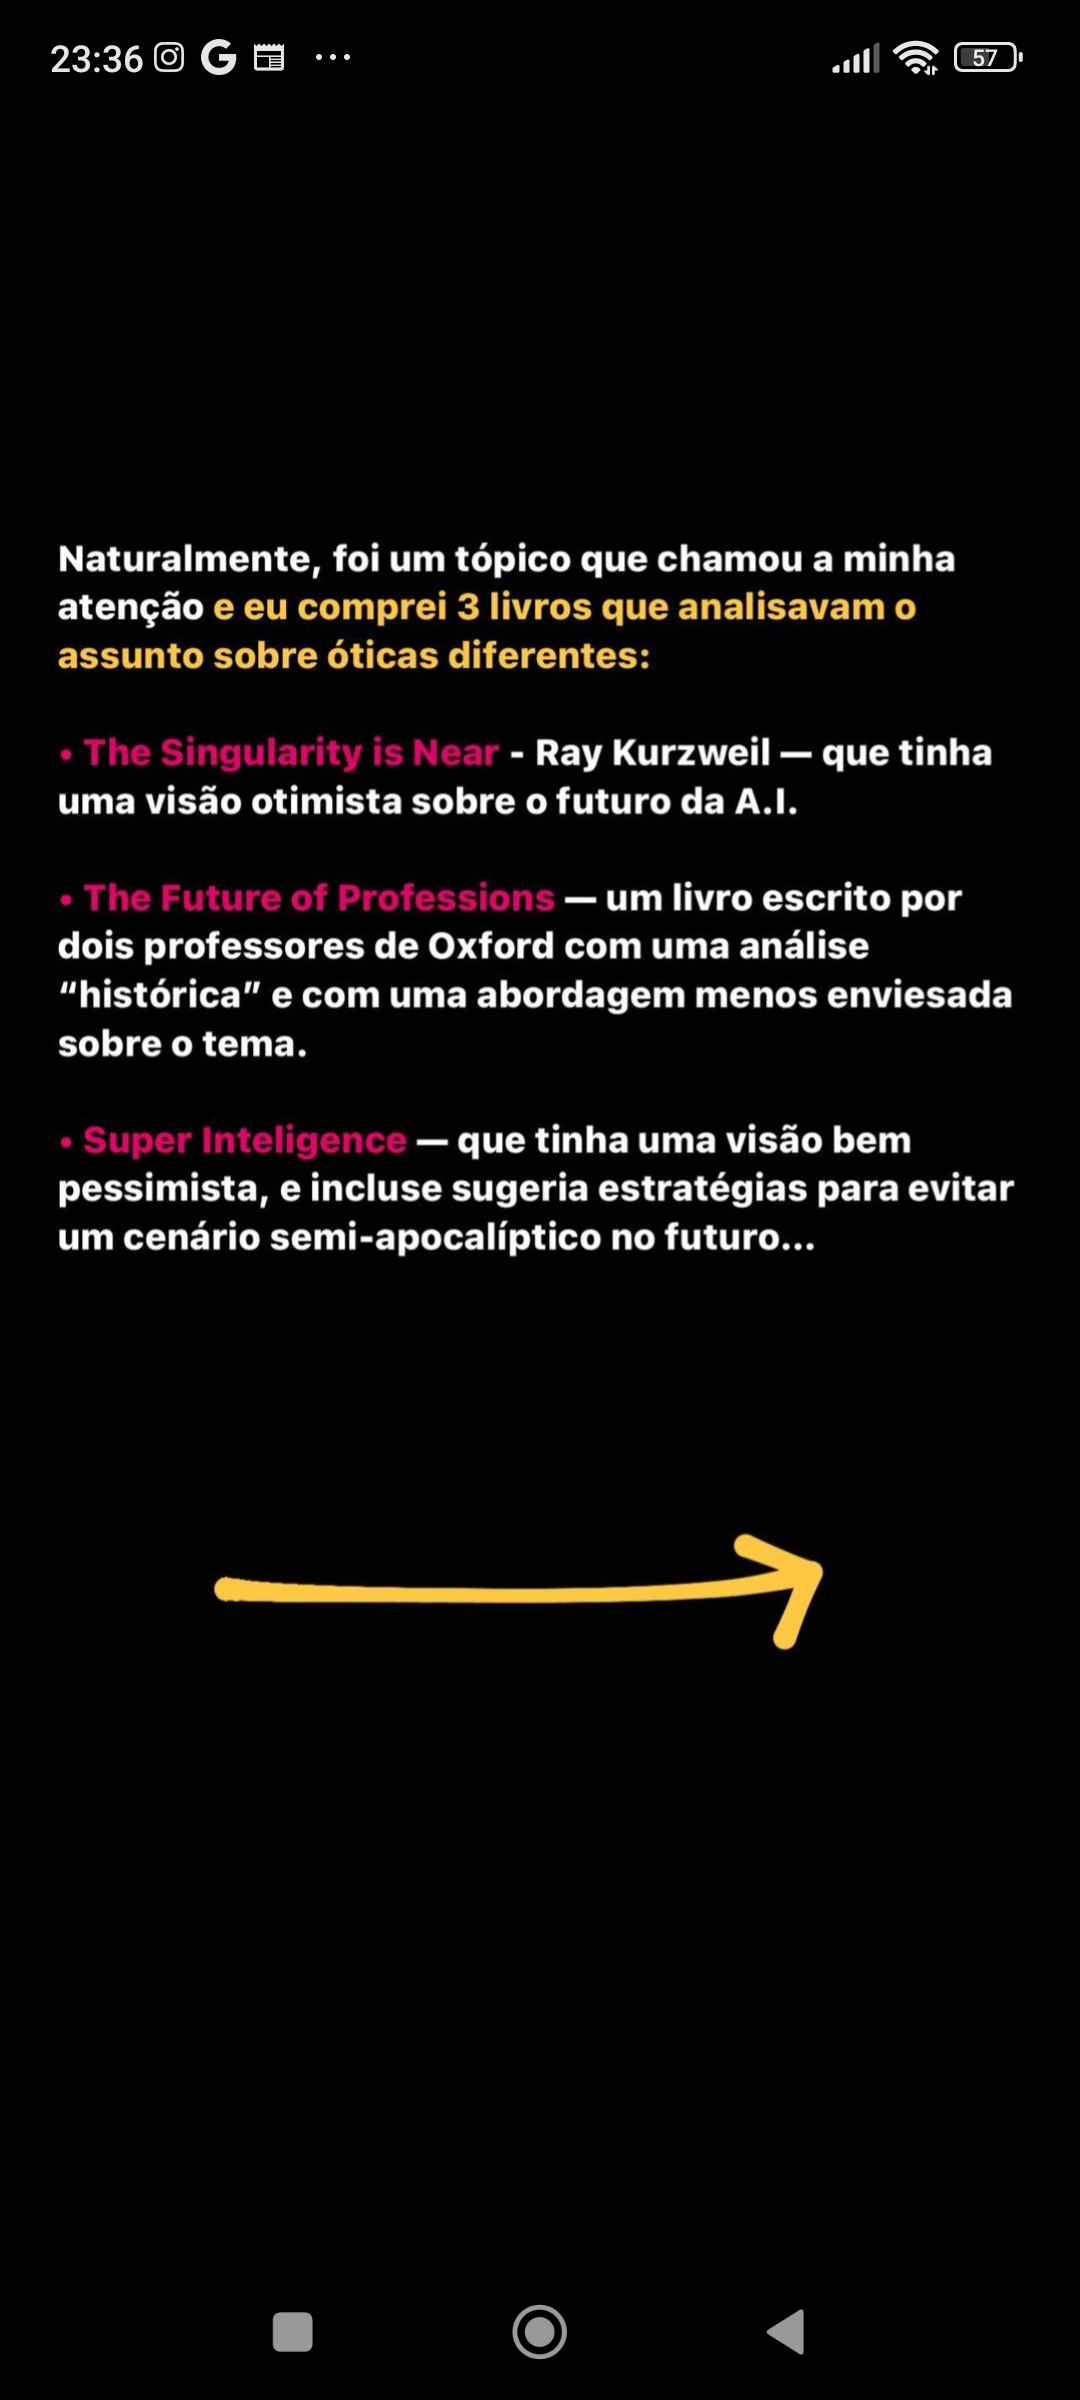 23:36
57
Naturalmente, foi um tópico que chamou a minha
atenção e eu comprei 3 livros que analisavam o
assunto sobre óticas diferentes:
• The Singularity is Near - Ray Kurzweil — que tinha
uma visão otimista sobre o futuro da A.I.
• The Future of Professions — um livro escrito por
dois professores de Oxford com uma análise
“histórica” e com uma abordagem menos enviesada
sobre o tema.
• Super Inteligence — que tinha uma visão bem
pessimista, e incluse sugeria estratégias para evitar
um cenário semi-apocalíptico no futuro...